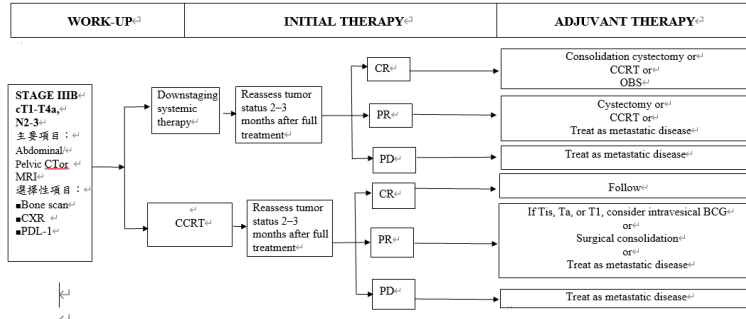 WORK-UP
INITIAL THERAPY
ADJUVANT THERAPY
STAGE IIIB
cT1-T4a,
N2-3
主要項目：
Abdominal/
Pelvic CTor
MRI
選擇性項目：
■Bone scan
■CXR
■PDL-1
Downstaging
systemic
therapy
Reassess tumor
status 2–3
months after full
treatment
CR
Consolidation cystectomy or
CCRT or
OBS
PR
Cystectomy or
CCRT or
Treat as metastatic disease
PD
Treat as metastatic disease
CCRT
Reassess tumor
status 2–3
months after full
treatment
CR
Follow
PR
If Tis, Ta, or T1, consider intravesical BCG
or
Surgical consolidation
or
Treat as metastatic disease
PD
Treat as metastatic disease